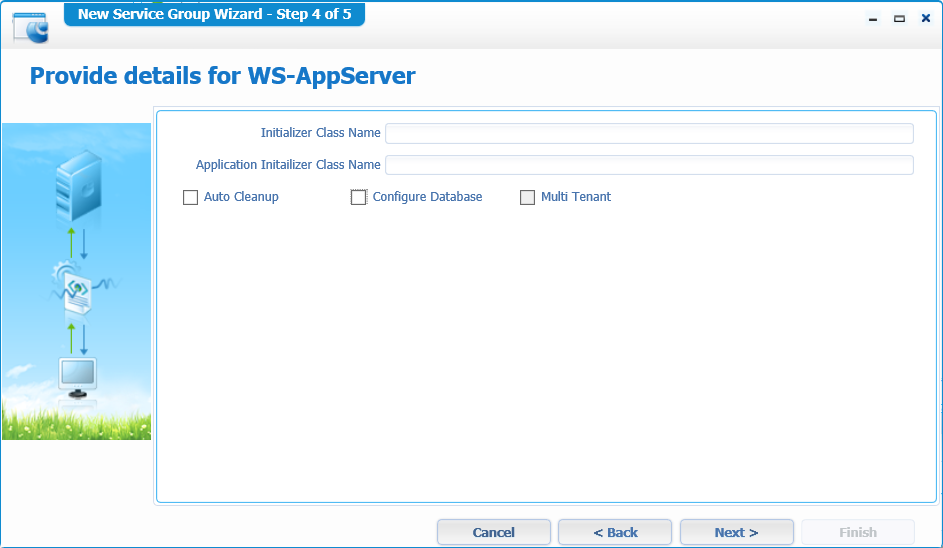 New Service Group Wizard - Step 4 of 5
Provide details for WS-AppServer
Initializer Class Name
Application Initailizer Class Name
Auto Cleanup Configure Database Multi Tenant
Cancel < Back Next > Finish